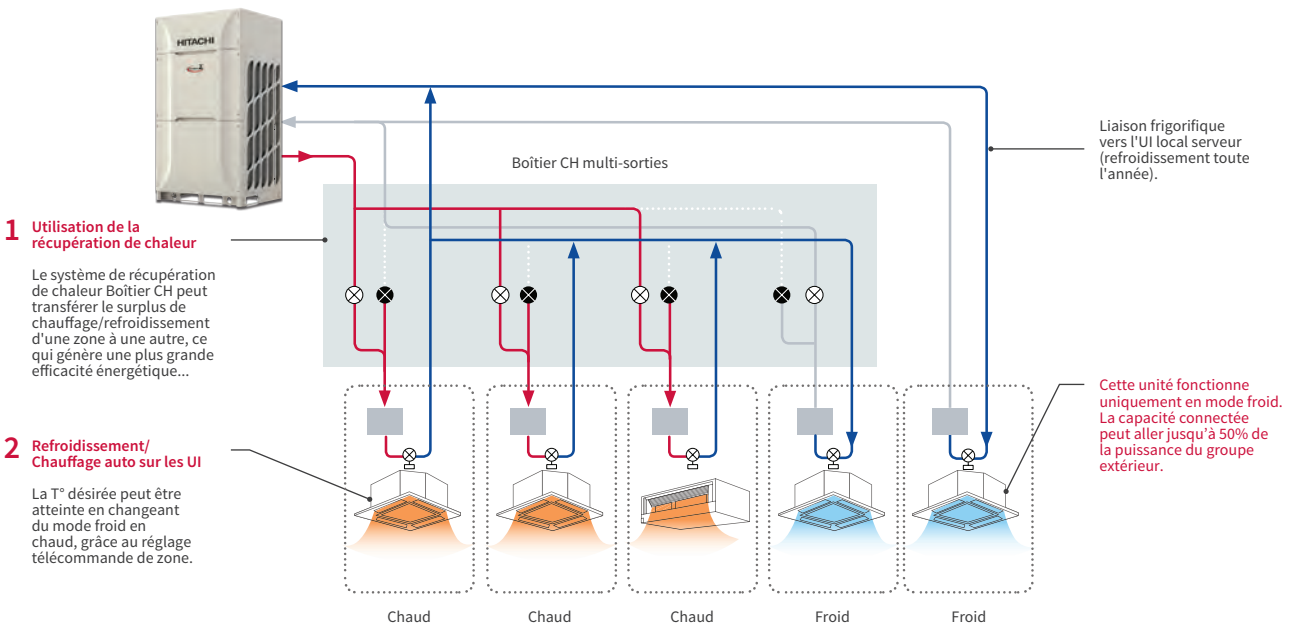 HITACHI
Boîtier CH multi-sorties
Liaison frigorifique
vers l'UI local serveur
(refroidissement toute
l'année).
1 Utilisation de la
récupération de chaleur
Le système de récupération
de chaleur Boîtier CH peut
transférer le surplus de
chauffage/refroidissement
d'une zone à une autre, ce
qui génère une plus grande
efficacité énergétique...
2 Refroidissement/
Chauffage auto sur les UI
La T° désirée peut être
atteinte en changeant
du mode froid en
chaud, grâce au réglage
télécommande de zone.
Cette unité fonctionne
uniquement en mode froid.
La capacité connectée
peut aller jusqu'à 50% de
la puissance du groupe
extérieur.
Chaud
Chaud
Chaud
Froid
Froid